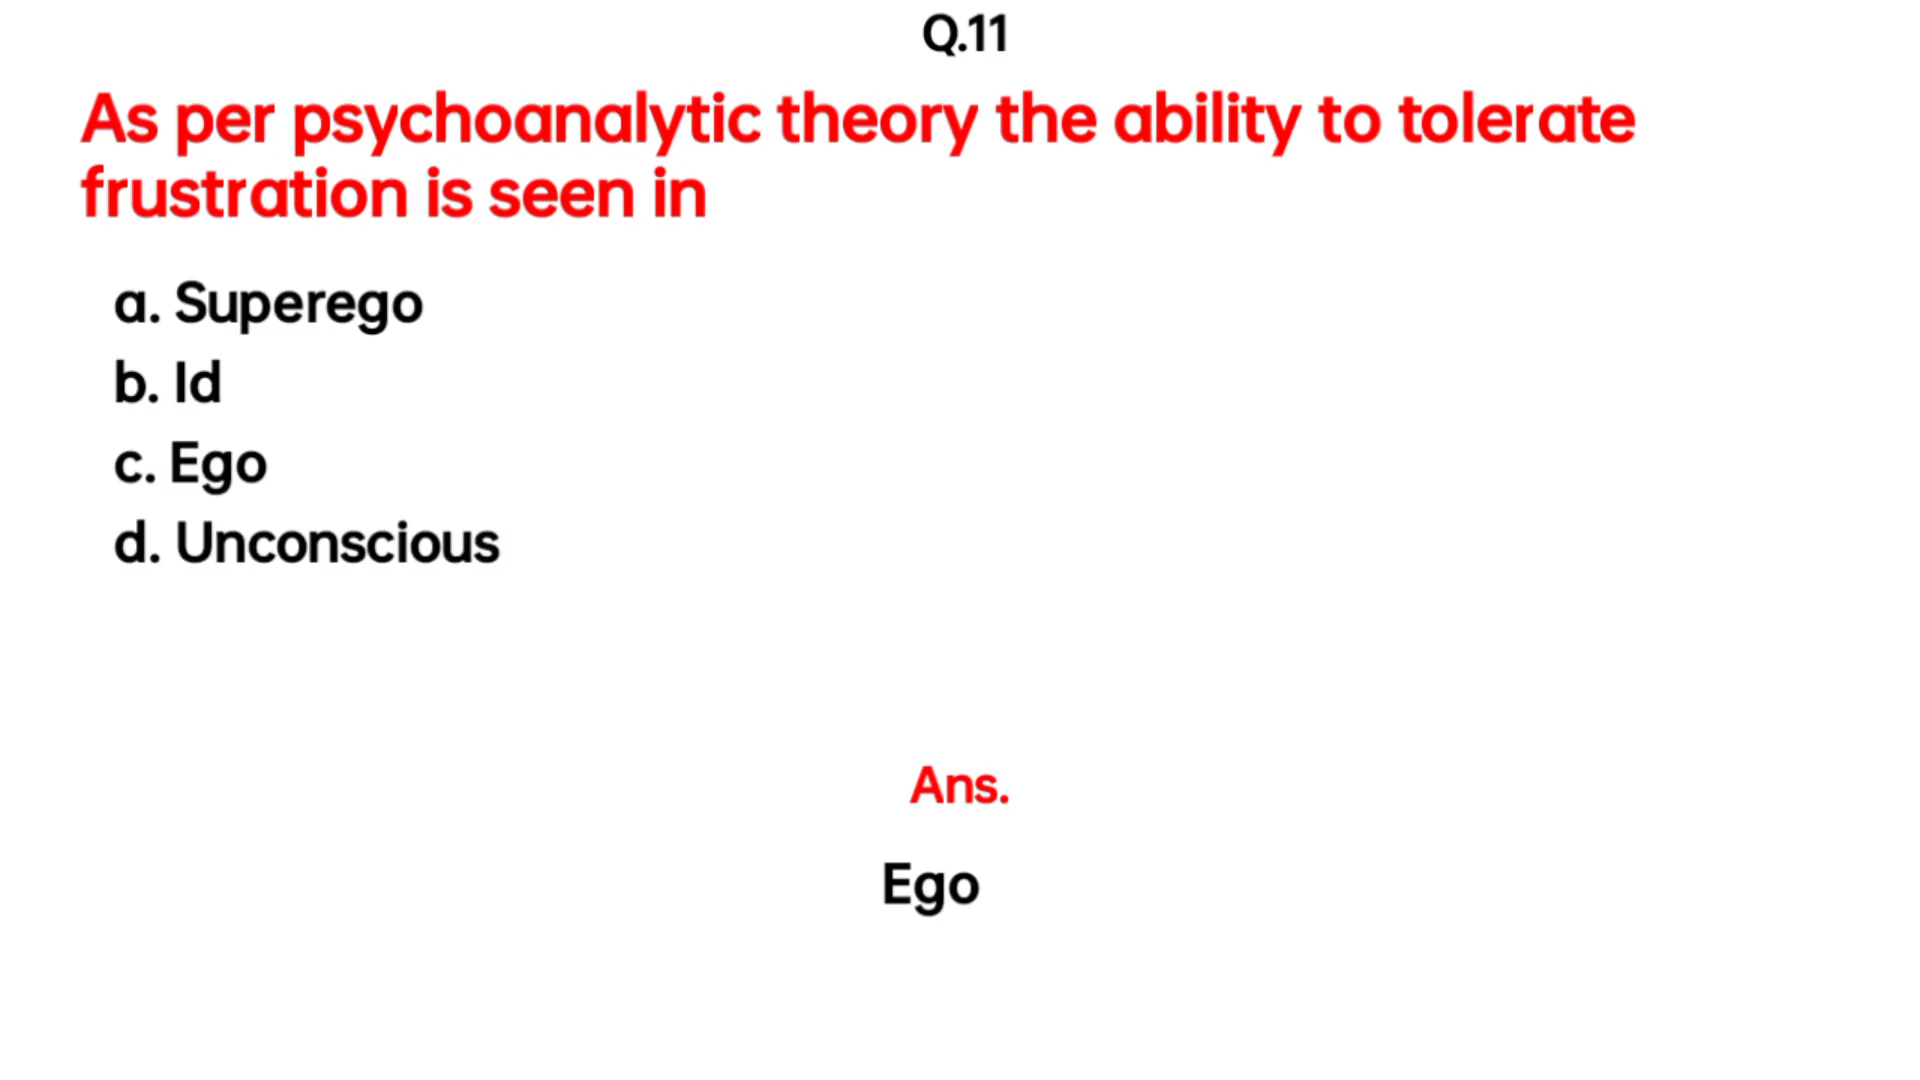 Q.11
As per psychoanalytic theory the ability to tolerate
frustration is seen in
a. Superego
b. Id
c. Ego
d. Unconscious
Ans.
Ego